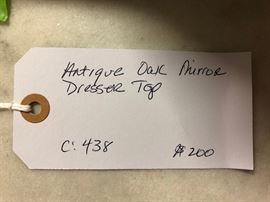 Antique Oak Mirror
Dresser Top
C: 438 $200